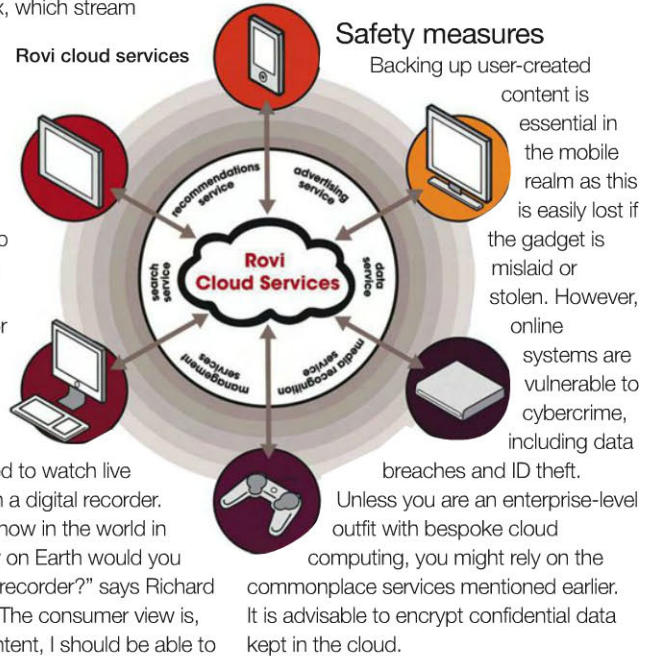 which stream
Rovi cloud services
recommendations
service
advertising
service
data
service
media recognition
service
management
services
search
service
Rovi
Cloud Services
to watch live
a digital recorder.
now in the world in
on Earth would you
recorder?” says Richard
The consumer view is,
I should be able to
Safety measures
Backing up user-created
content is
essential in
the mobile
realm as this
is easily lost if
the gadget is
mislaid or
stolen. However,
online
systems are
vulnerable to
cybercrime,
including data
breaches and ID theft.
Unless you are an enterprise-level
outfit with bespoke cloud
computing, you might rely on the
commonplace services mentioned earlier.
It is advisable to encrypt confidential data
kept in the cloud.